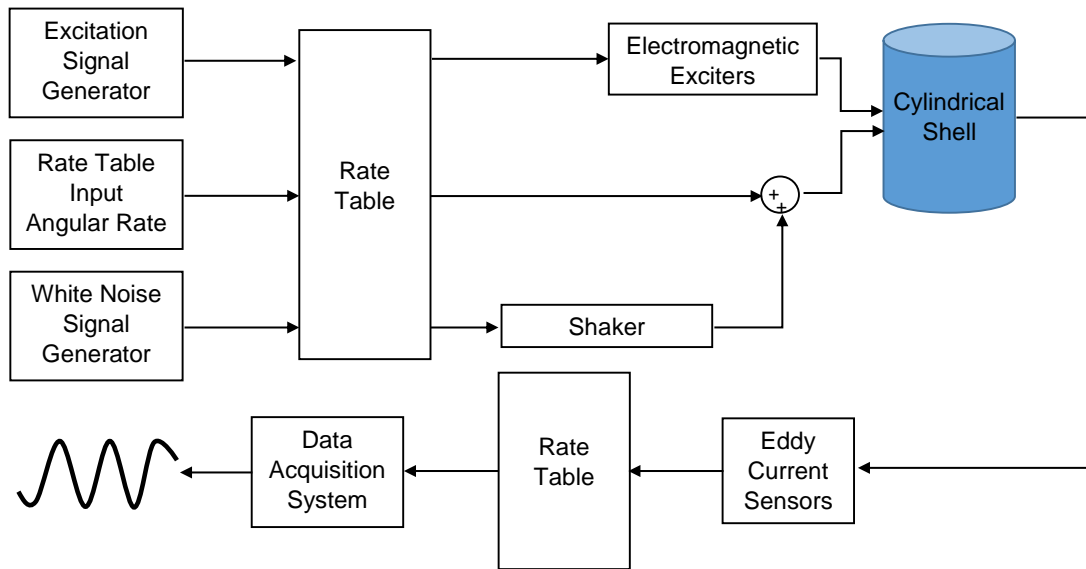 Excitation
Signal
Generator
Rate Table
Input
Angular Rate
White Noise
Signal
Generator
Rate
Table
Electromagnetic
Exciters
+
+
Shaker
Cylindrical
Shell
Data
Acquisition
System
Rate
Table
Eddy
Current
Sensors